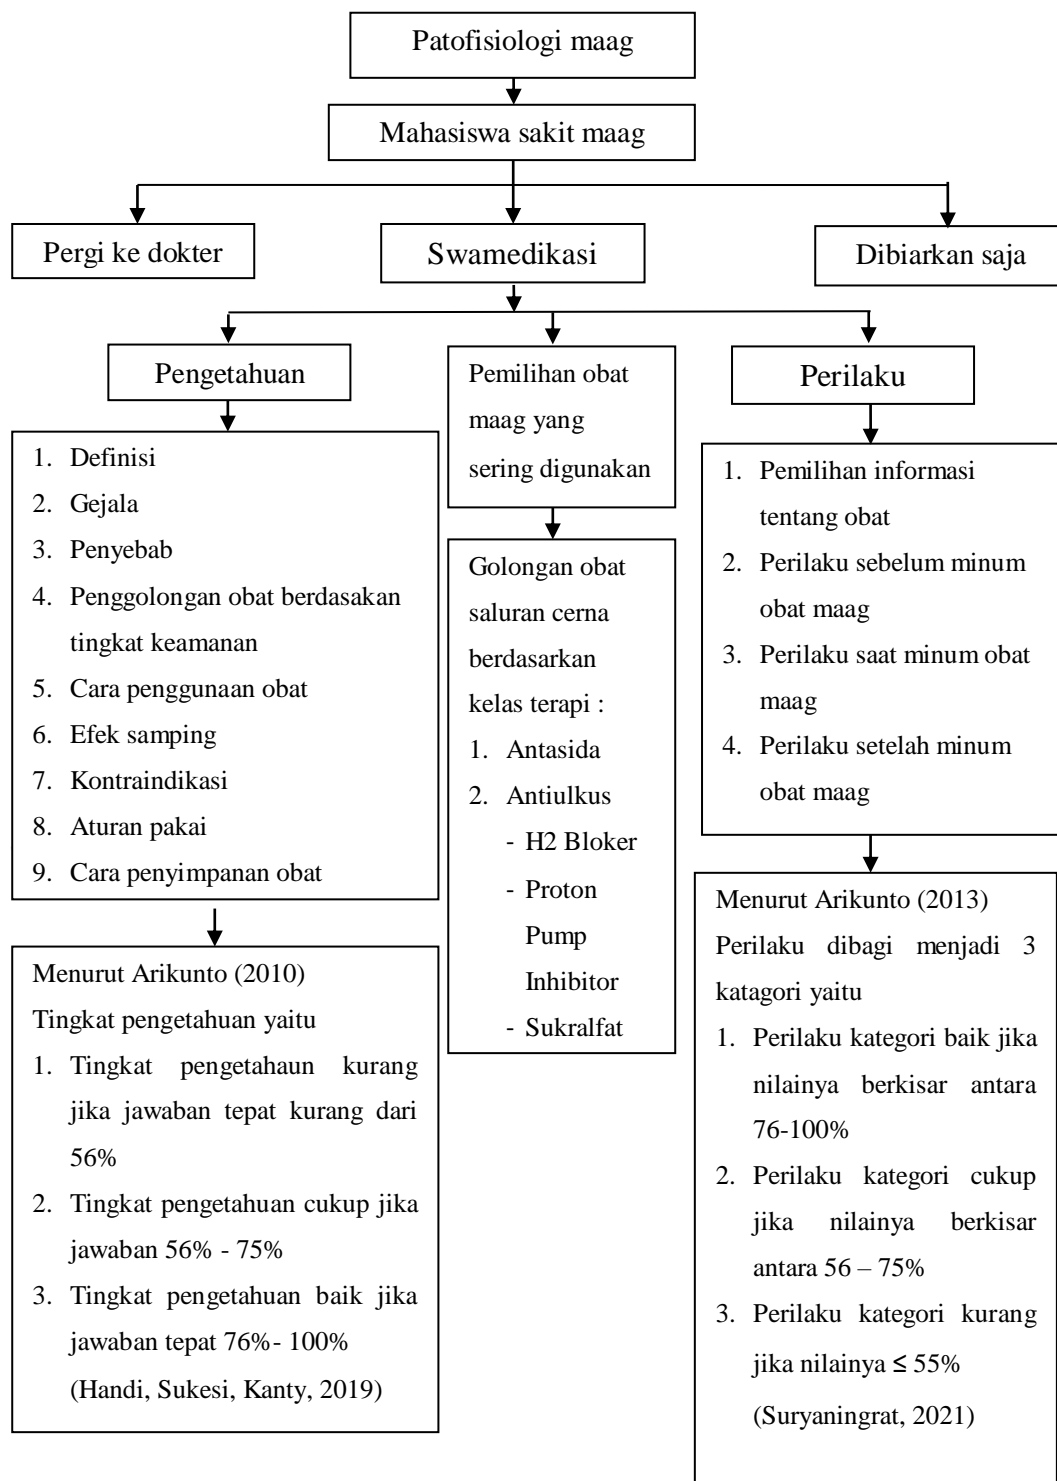 Patofisiologi maag
Mahasiswa sakit maag
Pergi ke dokter
Swamedikasi
Dibiarkan saja
Pengetahuan
1. Definisi
2. Gejala
3. Penyebab
4. Penggolongan obat berdasakan
tingkat keamanan
5. Cara penggunaan obat
6. Efek samping
7. Kontraindikasi
8. Aturan pakai
9. Cara penyimpanan obat
Menurut Arikunto (2010)
Tingkat pengetahuan yaitu
1. Tingkat pengetahaun kurang
jika jawaban tepat kurang dari
56%
2. Tingkat pengetahuan cukup jika
jawaban 56% - 75%
3. Tingkat pengetahuan baik jika
jawaban tepat 76%- 100%
(Handi, Sukesi, Kanty, 2019)
Pemilihan obat
maag yang
sering digunakan
Golongan obat
saluran cerna
berdasarkan
kelas terapi :
1. Antasida
2. Antiulkus
- H2 Bloker
- Proton
Pump
Inhibitor
- Sukralfat
Perilaku
1. Pemilihan informasi
tentang obat
2. Perilaku sebelum minum
obat maag
3. Perilaku saat minum obat
maag
4. Perilaku setelah minum
obat maag
Menurut Arikunto (2013)
Perilaku dibagi menjadi 3
katagori yaitu
1. Perilaku kategori baik jika
nilainya berkisar antara
76-100%
2. Perilaku kategori cukup
jika nilainya berkisar
antara 56 – 75%
3. Perilaku kategori kurang
jika nilainya ≤ 55%
(Suryaningrat, 2021)